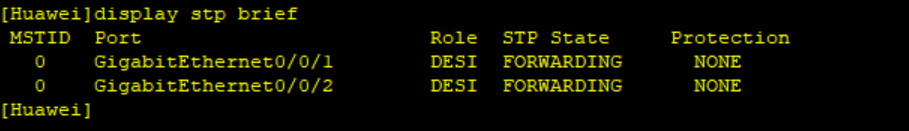 [Huawei]display stp brief
MSTID  Port                        Role  STP State     Protection
0    GigabitEthernet0/0/1        DESI  FORWARDING      NONE
0    GigabitEthernet0/0/2        DESI  FORWARDING      NONE
[Huawei]